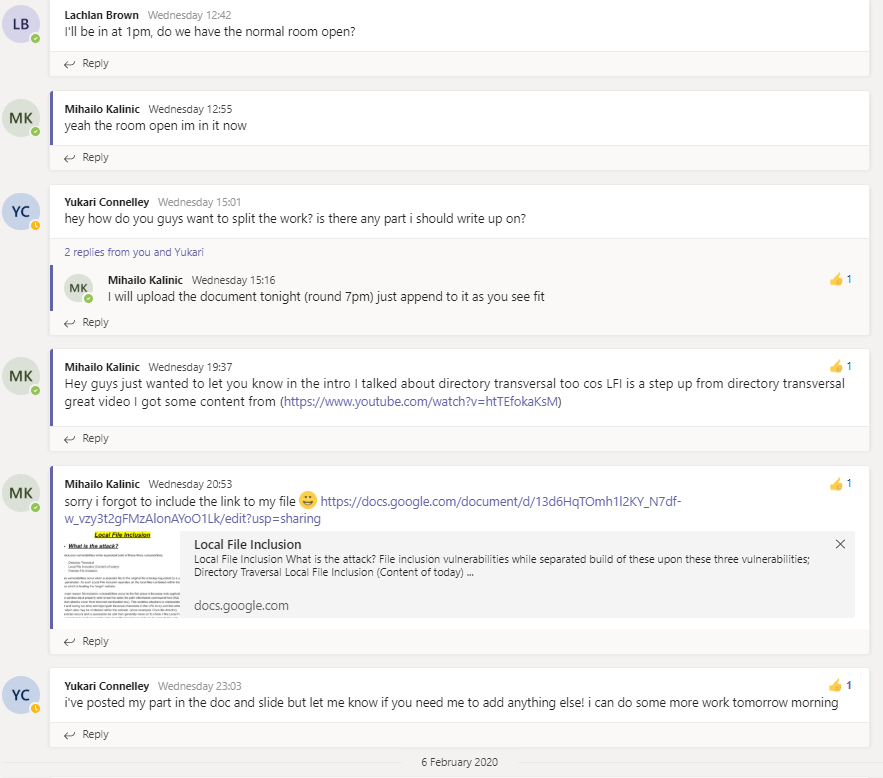 LB
Lachlan Brown Wednesday 12:42
I'll be in at 1pm, do we have the normal room open?
Reply
MK
Mihailo Kalinic Wednesday 12:55
yeah the room open im in it now
Reply
YC
Yukari Connelley Wednesday 15:01
hey how do you guys want to split the work? is there any part i should write up on?
2 replies from you and Yukari
MK
Mihailo Kalinic Wednesday 15:16
1
I will upload the document tonight (round 7pm) just append to it as you see fit
Reply
MK
Mihailo Kalinic Wednesday 19:37
1
Hey guys just wanted to let you know in the intro I talked about directory transversal too cos LFI is a step up from directory transversal
great video I got some content from (https://www.youtube.com/watch?v=htTEfokaKsM)
Reply
MK
Mihailo Kalinic Wednesday 20:53
1
sorry i forgot to include the link to my file 😀 https://docs.google.com/document/d/13d6HqTOmh1l2KY_N7df-
w_vzy3t2gFMzAlonAYoO1Lk/edit?usp=sharing
Local File Inclusion
What is the attack?
Local File Inclusion
Local File Inclusion What is the attack? File inclusion vulnerabilities while separated build of these upon these three vulnerabilities;
Directory Traversal Local File Inclusion (Content of today) ...
docs.google.com
Reply
YC
Yukari Connelley Wednesday 23:03
1
i've posted my part in the doc and slide but let me know if you need me to add anything else! i can do some more work tomorrow morning
Reply
6 February 2020